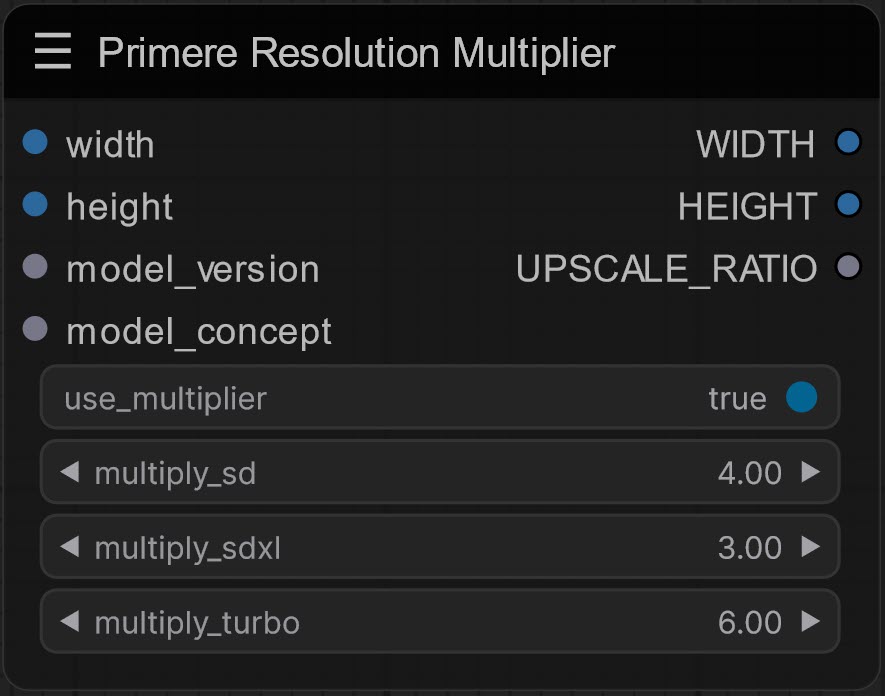 Primere Resolution Multiplier
width WIDTH
height HEIGHT
model_version UPSCALE_RATIO
model_concept
use_multiplier true
multiply_sd 4.00
multiply_sdxl 3.00
multiply_turbo 6.00